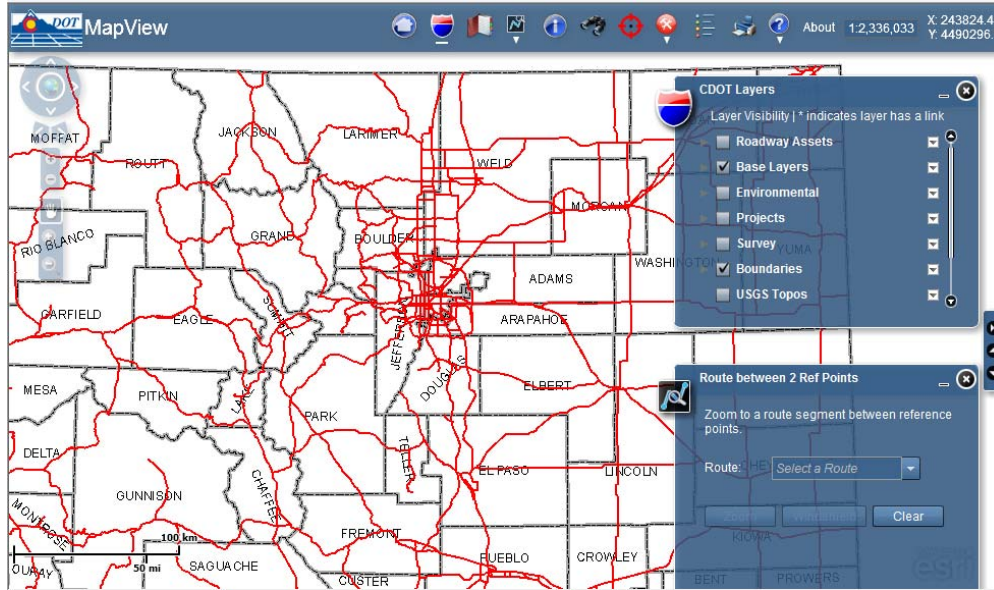 DOT
MapView
About
1:2,336,033
X: 243824.4
Y: 4490296.
MOFFAT
ROUTT
JACKSON
LARIMER
WELD
MORGAN
RIO BLANCO
GRAND
BOULDER
WASHINGTON
YUMA
ADAMS
GARFIELD
EAGLE
SUMMIT
JEFFERSON
ARAPAHOE
DOUGLAS
ELBERT
MESA
PITKIN
LAKE
PARK
DELTA
TELLER
EL PASO
LINCOLN
GUNNISON
CHAFFEE
MONTROSE
FREMONT
100 km
50 mi
OURAY
SAGUACHE
CUSTER
PUEBLO
CROWLEY
KIOWA
BENT
PROWERS
esri
CDOT Layers
Layer Visibility | * indicates layer has a link
Roadway Assets
Base Layers
Environmental
Projects
Survey
Boundaries
USGS Topos
Route between 2 Ref Points
Zoom to a route segment between reference
points.
Route:
Select a Route
Clear